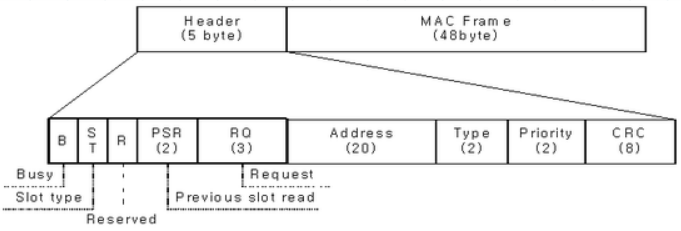 Header
(5 byte)
MAC Frame
(48byte)
B
S
T
R
PSR
(2)
RQ
(3)
Address
(20)
Type
(2)
Priority
(2)
CRC
(8)
Busy
Request
Slot type
Previous slot read
Reserved